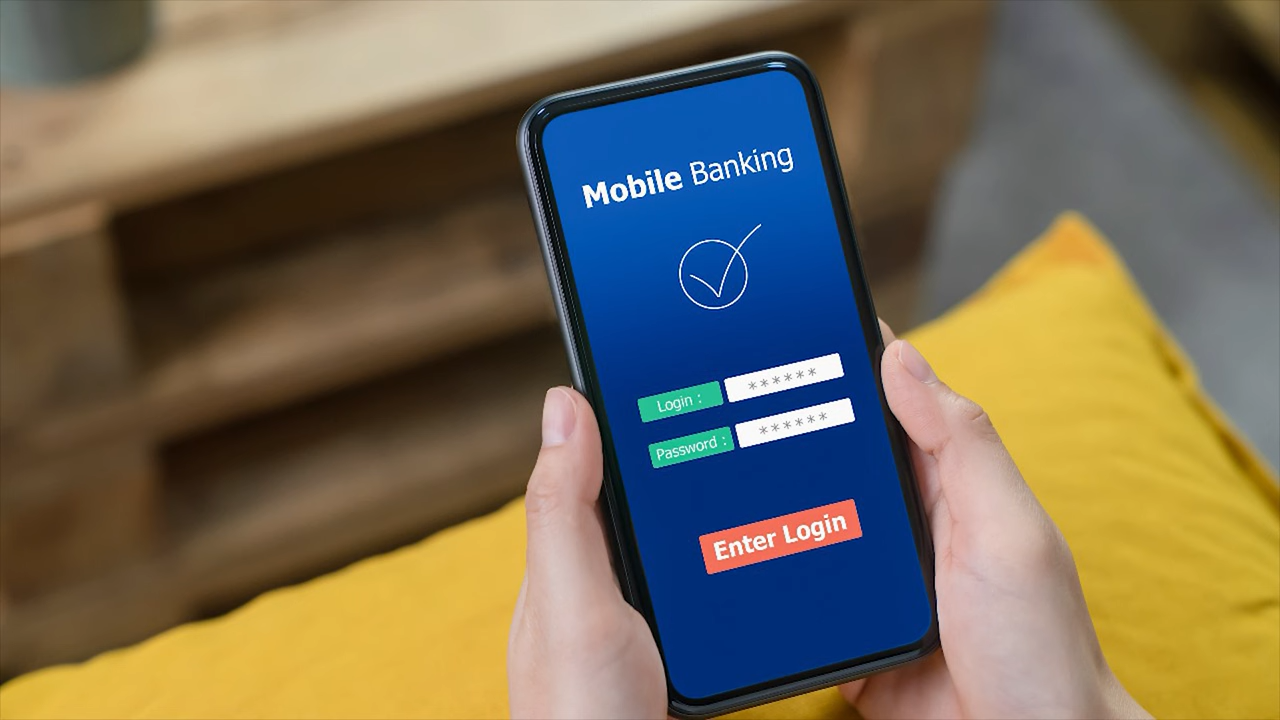 Mobile Banking
Login : ******
Password : ******
Enter Login